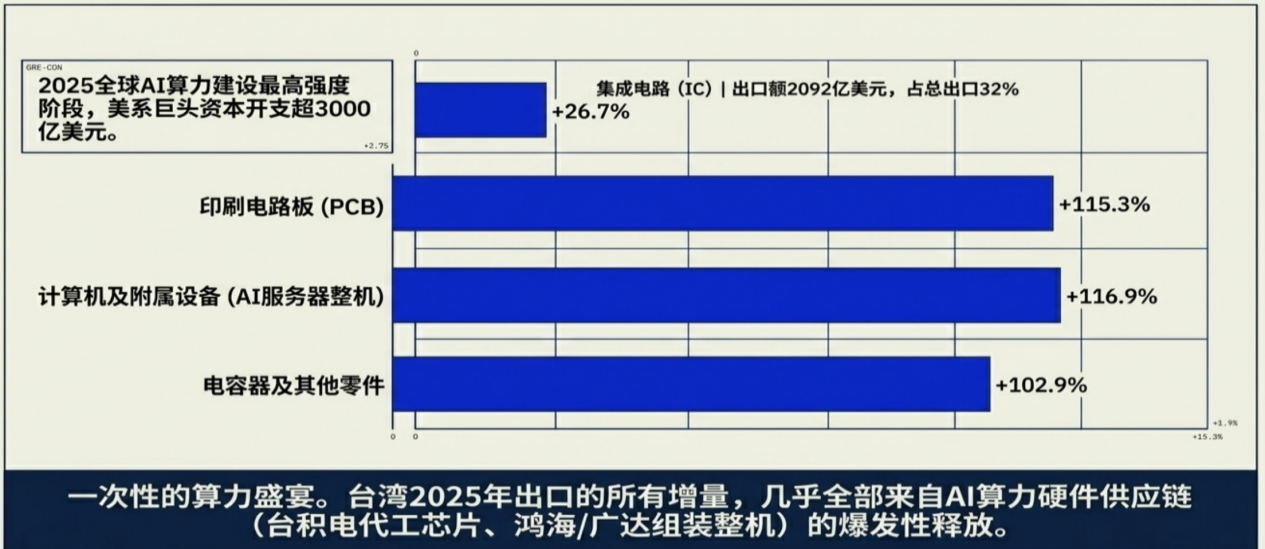 GRE-CON
2025全球AI算力建设最高强度
阶段，美系巨头资本开支超3000
亿美元。
+2.75
0
集成电路（IC）| 出口额2092亿美元，占总出口32%
+26.7%
印刷电路板 (PCB)
+115.3%
计算机及附属设备 (AI服务器整机)
+116.9%
电容器及其他零件
+102.9%
+1.9%
0
0
+15.3%
一次性的算力盛宴。台湾2025年出口的所有增量，几乎全部来自AI算力硬件供应链
（台积电代工芯片、鸿海/广达组装整机）的爆发性释放。